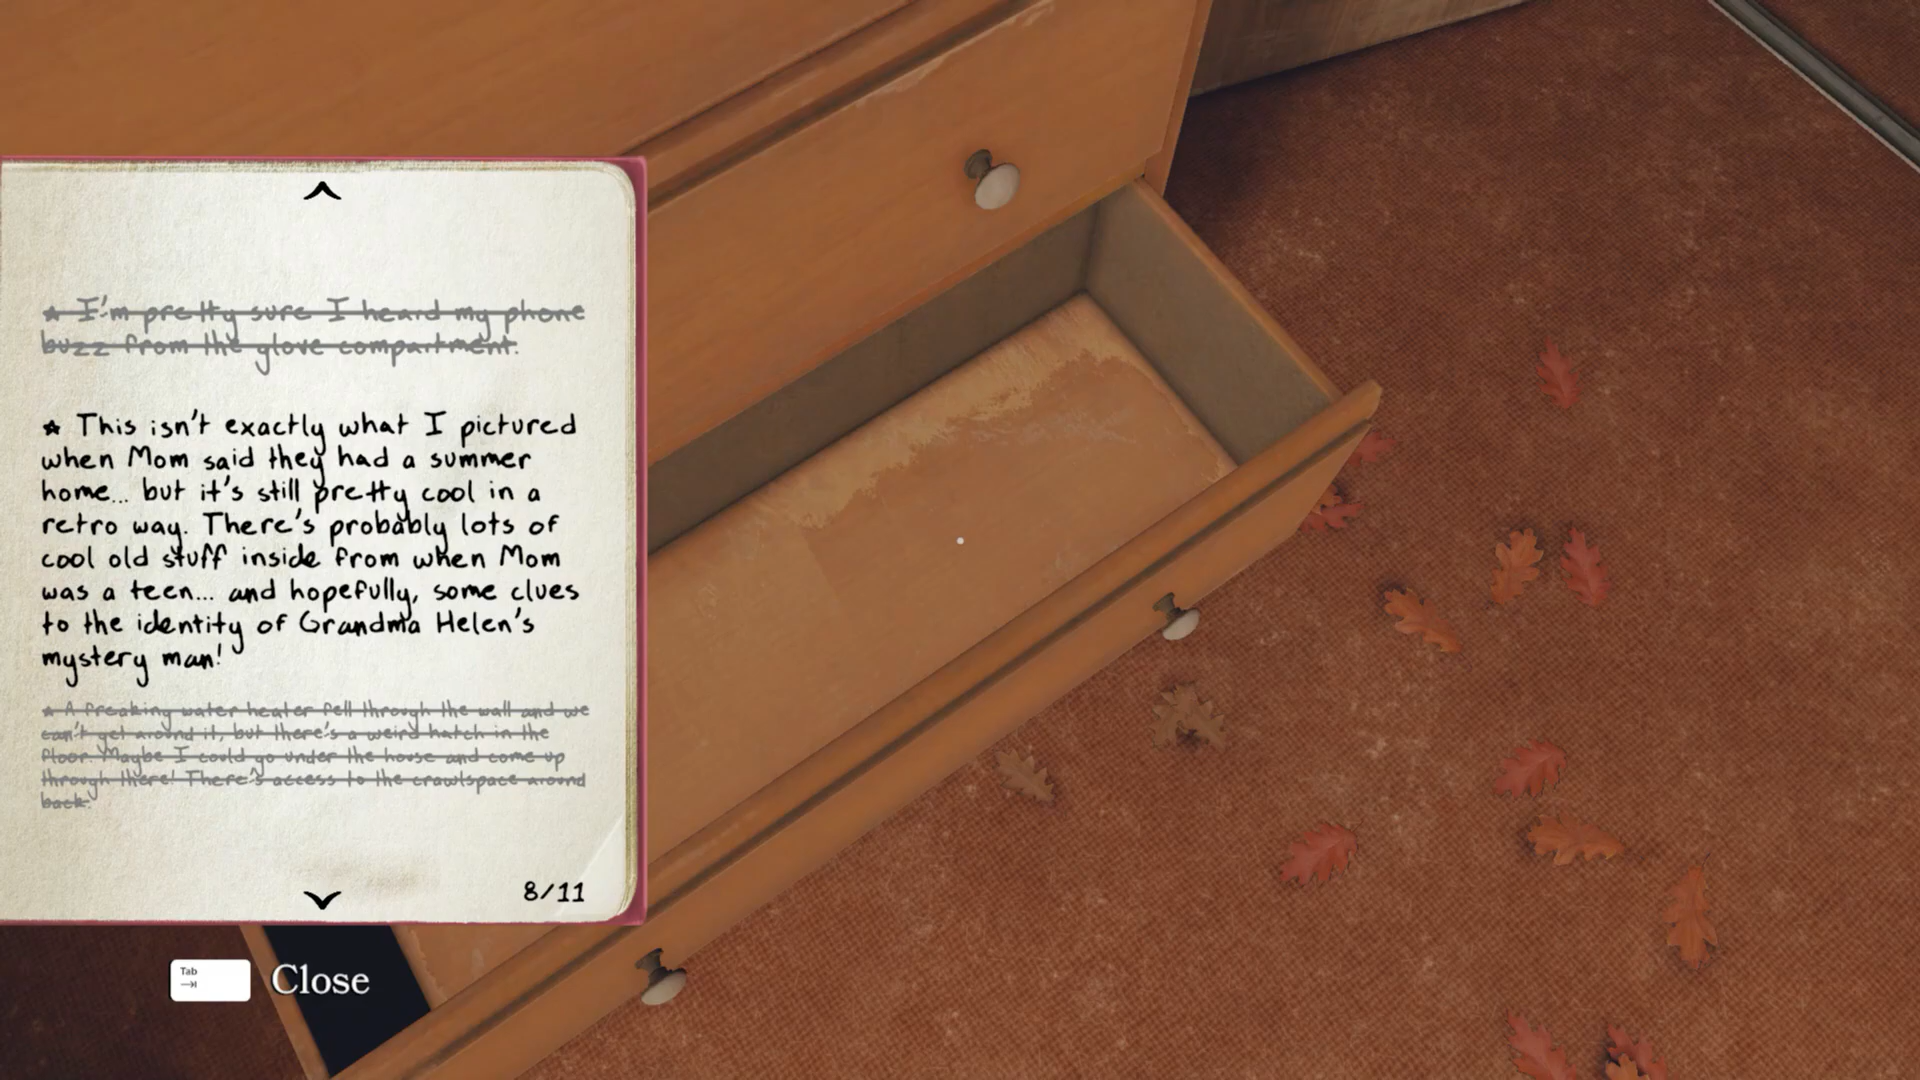 ★ I'm pretty sure I heard my phone
buzz from the glove compartment.
★ This isn't exactly what I pictured
when Mom said they had a summer
home... but it's still pretty cool in a
retro way. There's probably lots of
cool old stuff inside from when Mom
was a teen... and hopefully, some clues
to the identity of Grandma Helen's
mystery man!
★ A freaking water heater fell through the wall and we
can't get around it, but there's a weird hatch in the
floor. Maybe I could go under the house and come up
through there! There's access to the crawlspace around
back.
8/11
Tab
Close